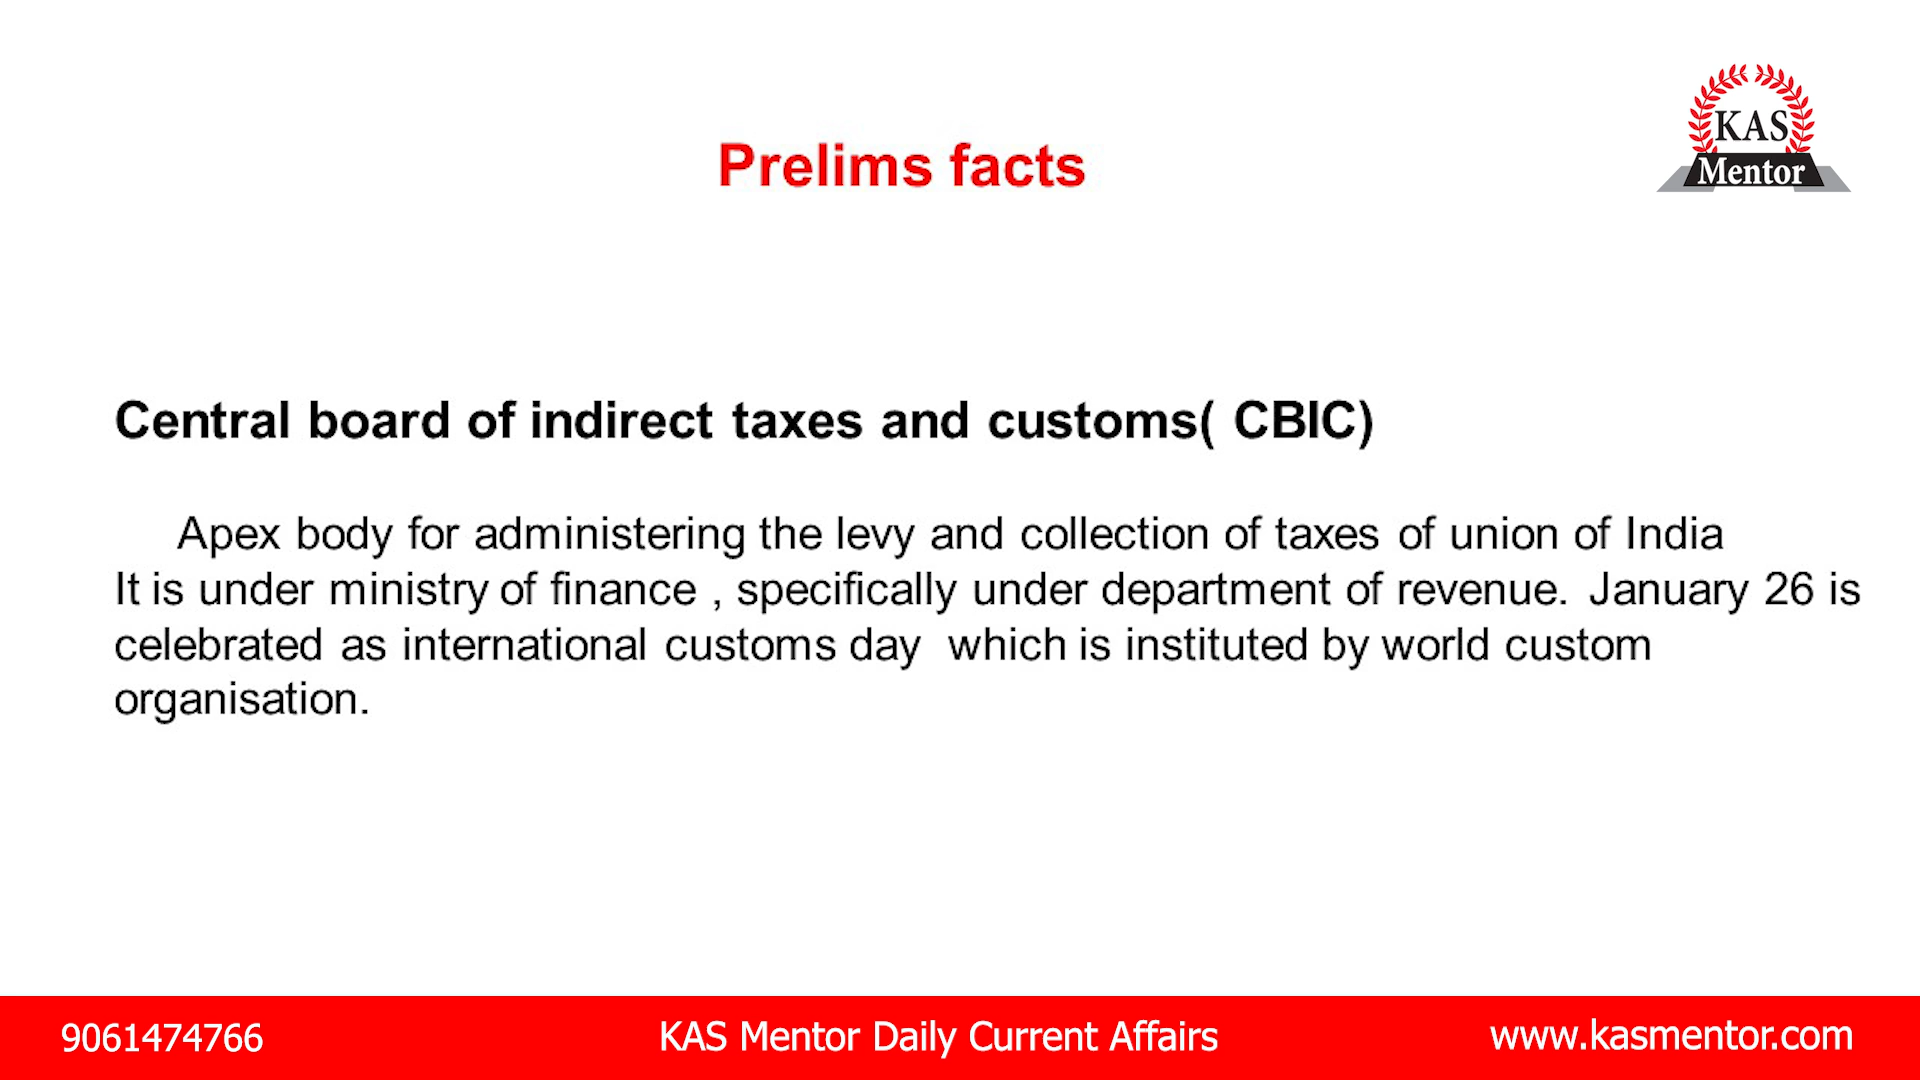 KAS
Mentor
Prelims facts
Central board of indirect taxes and customs( CBIC)
Apex body for administering the levy and collection of taxes of union of India
It is under ministry of finance , specifically under department of revenue. January 26 is
celebrated as international customs day which is instituted by world custom
organisation.
9061474766
KAS Mentor Daily Current Affairs
www.kasmentor.com